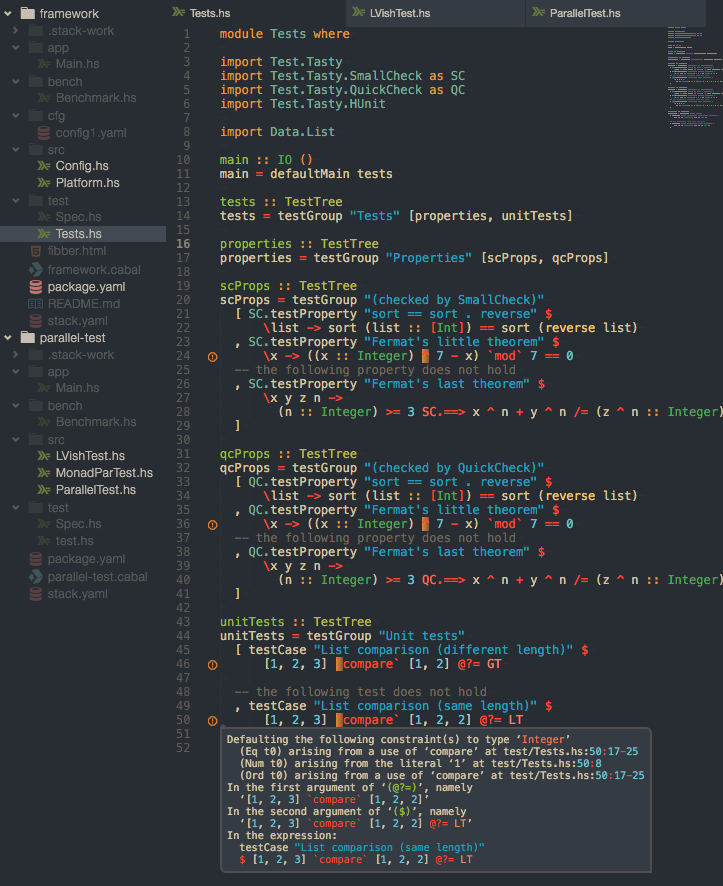 framework
.stack-work
app
Main.hs
bench
Benchmark.hs
cfg
config1.yaml
src
Config.hs
Platform.hs
test
Spec.hs
Tests.hs
fibber.html
framework.cabal
package.yaml
README.md
stack.yaml
parallel-test
.stack-work
app
Main.hs
bench
Benchmark.hs
src
LVishTest.hs
MonadParTest.hs
ParallelTest.hs
test
Spec.hs
test.hs
package.yaml
parallel-test.cabal
stack.yaml
Tests.hs
LVishTest.hs
ParallelTest.hs
1 module Tests where
2
3 import Test.Tasty
4 import Test.Tasty.SmallCheck as SC
5 import Test.Tasty.QuickCheck as QC
6 import Test.Tasty.HUnit
7
8 import Data.List
9
10 main :: IO ()
11 main = defaultMain tests
12
13 tests :: TestTree
14 tests = testGroup "Tests" [properties, unitTests]
15
16 properties :: TestTree
17 properties = testGroup "Properties" [scProps, qcProps]
18
19 scProps :: TestTree
20 scProps = testGroup "(checked by SmallCheck)"
21 [ SC.testProperty "sort == sort . reverse" $
22 \list -> sort (list :: [Int]) == sort (reverse list)
23 , SC.testProperty "Fermat's little theorem" $
24 \x -> ((x :: Integer) 7 - x) `mod` 7 == 0
25 -- the following property does not hold
26 , SC.testProperty "Fermat's last theorem" $
27 \x y z n ->
28 (n :: Integer) >= 3 SC.==> x ^ n + y ^ n /= (z ^ n :: Integer)
29 ]
30
31 qcProps :: TestTree
32 qcProps = testGroup "(checked by QuickCheck)"
33 [ QC.testProperty "sort == sort . reverse" $
34 \list -> sort (list :: [Int]) == sort (reverse list)
35 , QC.testProperty "Fermat's little theorem" $
36 \x -> ((x :: Integer) 7 - x) `mod` 7 == 0
37 -- the following property does not hold
38 , QC.testProperty "Fermat's last theorem" $
39 \x y z n ->
40 (n :: Integer) >= 3 QC.==> x ^ n + y ^ n /= (z ^ n :: Integer)
41 ]
42
43 unitTests :: TestTree
44 unitTests = testGroup "Unit tests"
45 [ testCase "List comparison (different length)" $
46 [1, 2, 3] compare` [1, 2] @?= GT
47
48 -- the following test does not hold
49 , testCase "List comparison (same length)" $
50 [1, 2, 3] compare` [1, 2, 2] @?= LT
51
52
Defaulting the following constraint(s) to type ‘Integer’
(Eq t0) arising from a use of ‘compare’ at test/Tests.hs:50:17-25
(Num t0) arising from the literal ‘1’ at test/Tests.hs:50:8
(Ord t0) arising from a use of ‘compare’ at test/Tests.hs:50:17-25
In the first argument of ‘(@?=)’, namely
‘[1, 2, 3] `compare` [1, 2, 2]’
In the second argument of ‘($)’, namely
‘[1, 2, 3] `compare` [1, 2, 2] @?= LT’
In the expression:
testCase "List comparison (same length)"
$ [1, 2, 3] `compare` [1, 2, 2] @?= LT